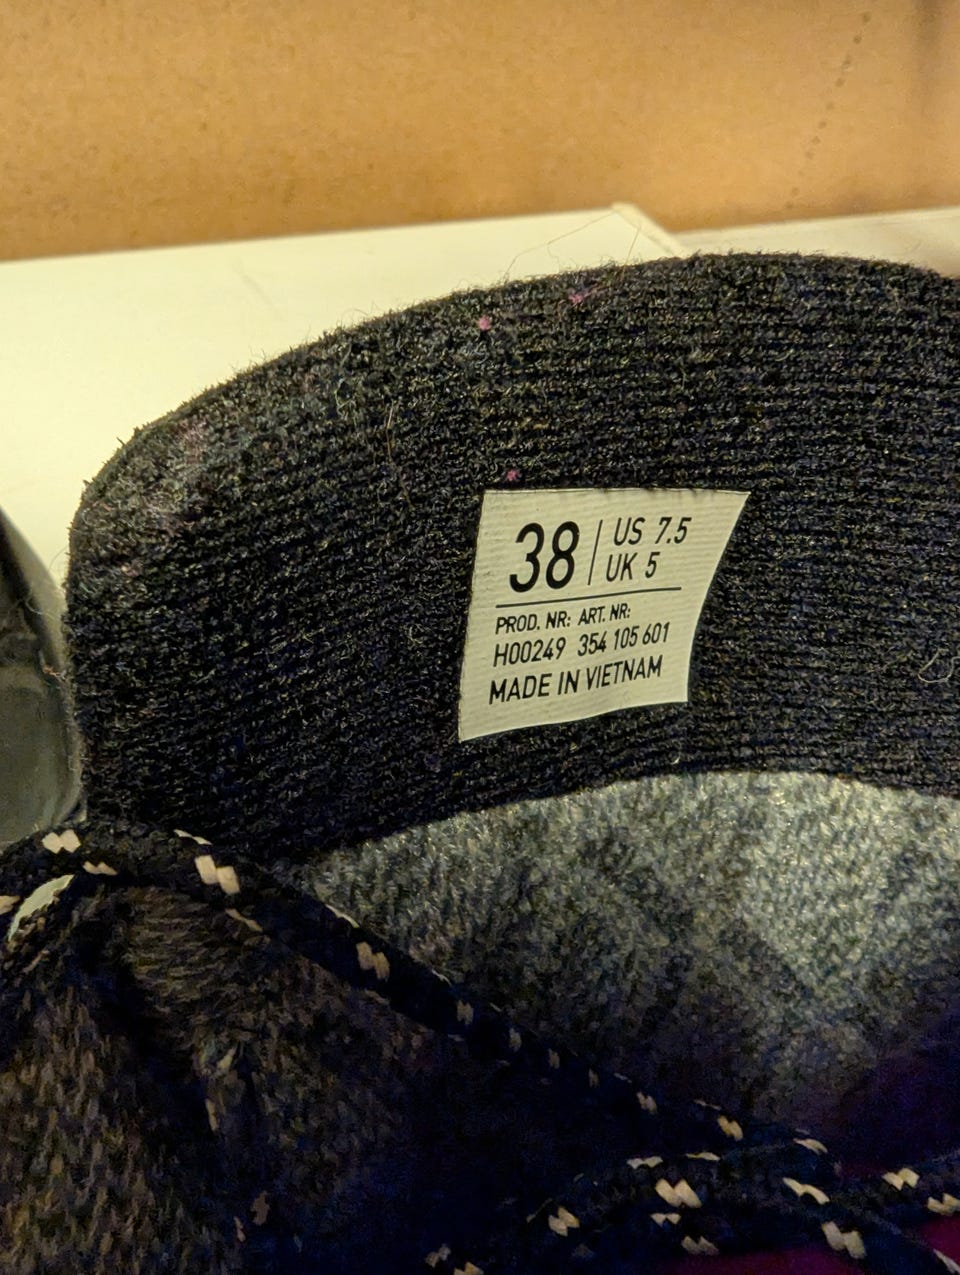 38 | US 7.5
UK 5
PROD. NR: ART. NR:
H00249 354 105 601
MADE IN VIETNAM